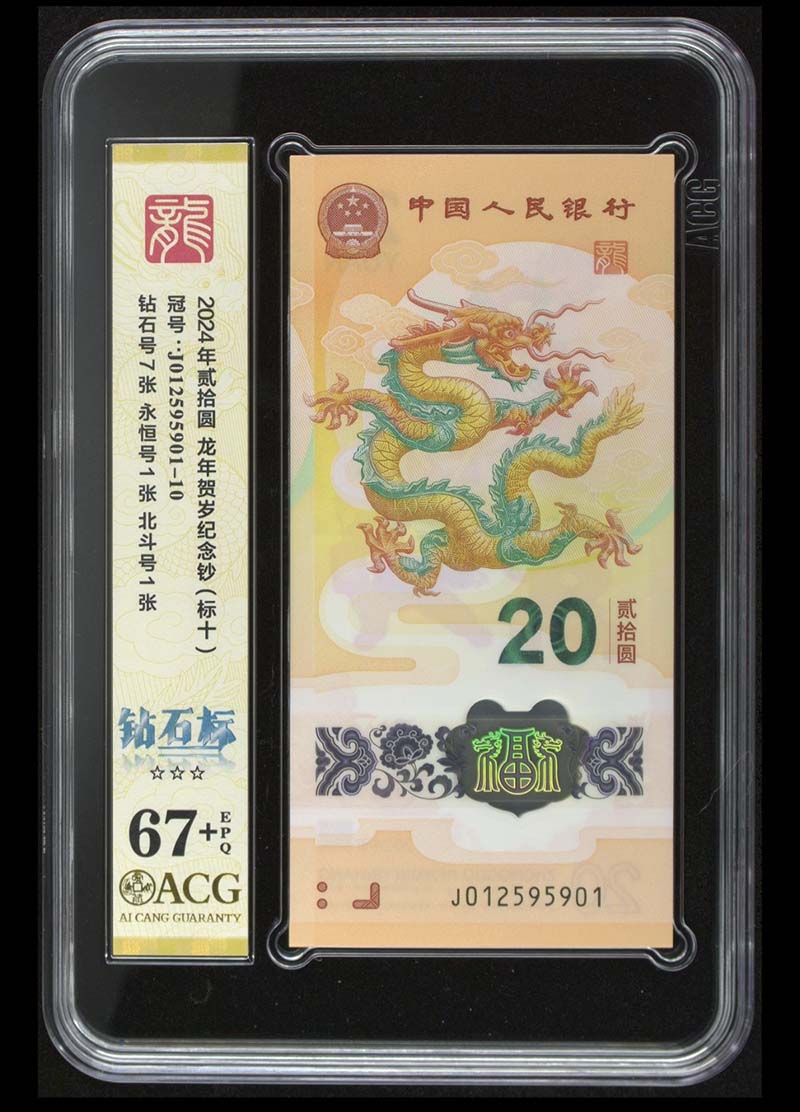 龍
2024年贰拾圆 龙年贺岁纪念钞(标十)
冠号:J012595901-10
钻石号7张 永恒号1张 北斗号1张
钻石标
☆☆☆
67+EPQ
ACG
AI CANG GUARANTY
中国人民银行
龍
20
贰拾圆
J012595901
ACG